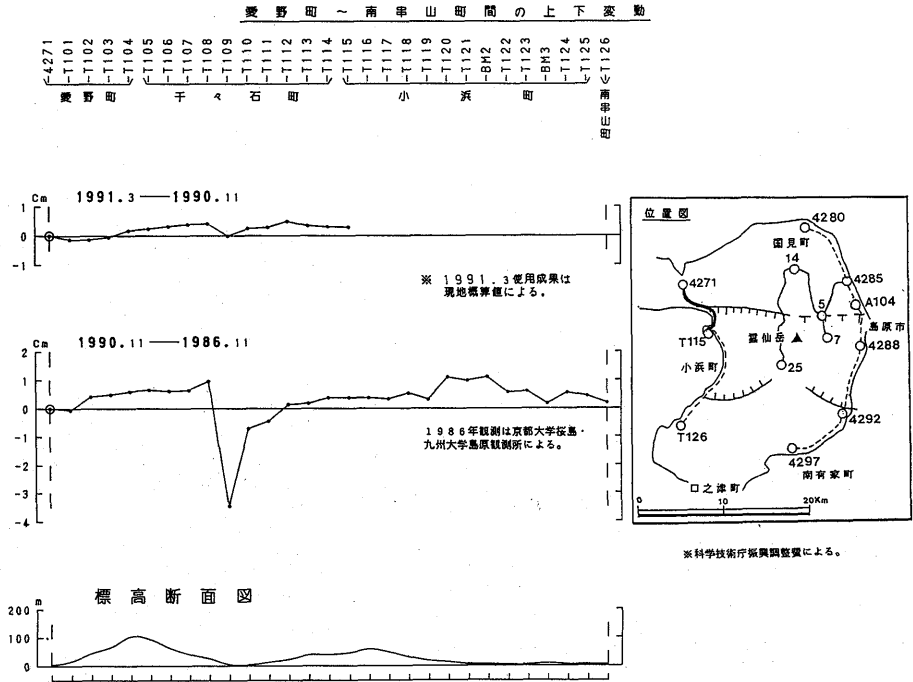 愛野町～南串山町間の上下変動
4271 T101 T102 T103 T104 T105 T106 T107 T108 T109 T110 T111 T112 T113 T114 T115 T116 T117 T118 T119 T120 T121 BM2 T122 T123 BM3 T124 T125 T126
愛野町 千々石町 小浜町 南串山町
Cm 1991.3——1990.11
1
0
-1
※ 1991.3使用成果は
現地概算値による。
Cm 1990.11——1986.11
2
1
0
-1
-2
-3
-4
1986年観測は京都大学桜島・
九州大学島原観測所による。
位置図
4280
国見町
14
4271
4285
A104
5
島原市
T115
雲仙岳
7
4288
小浜町
25
4292
T126
4297
南有家町
口之津町
0 10 20Km
※科学技術庁振興調整費による。
標高断面図
m
200
100
0